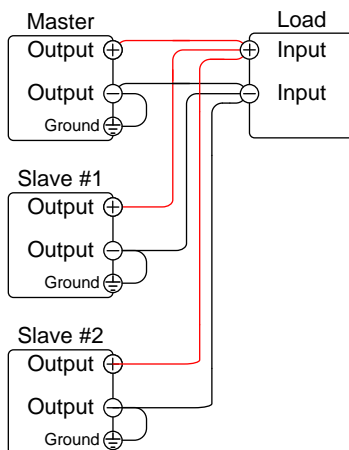 Master
Output +
Output −
Ground
Load
+ Input
− Input
Slave #1
Output +
Output −
Ground
Slave #2
Output +
Output −
Ground